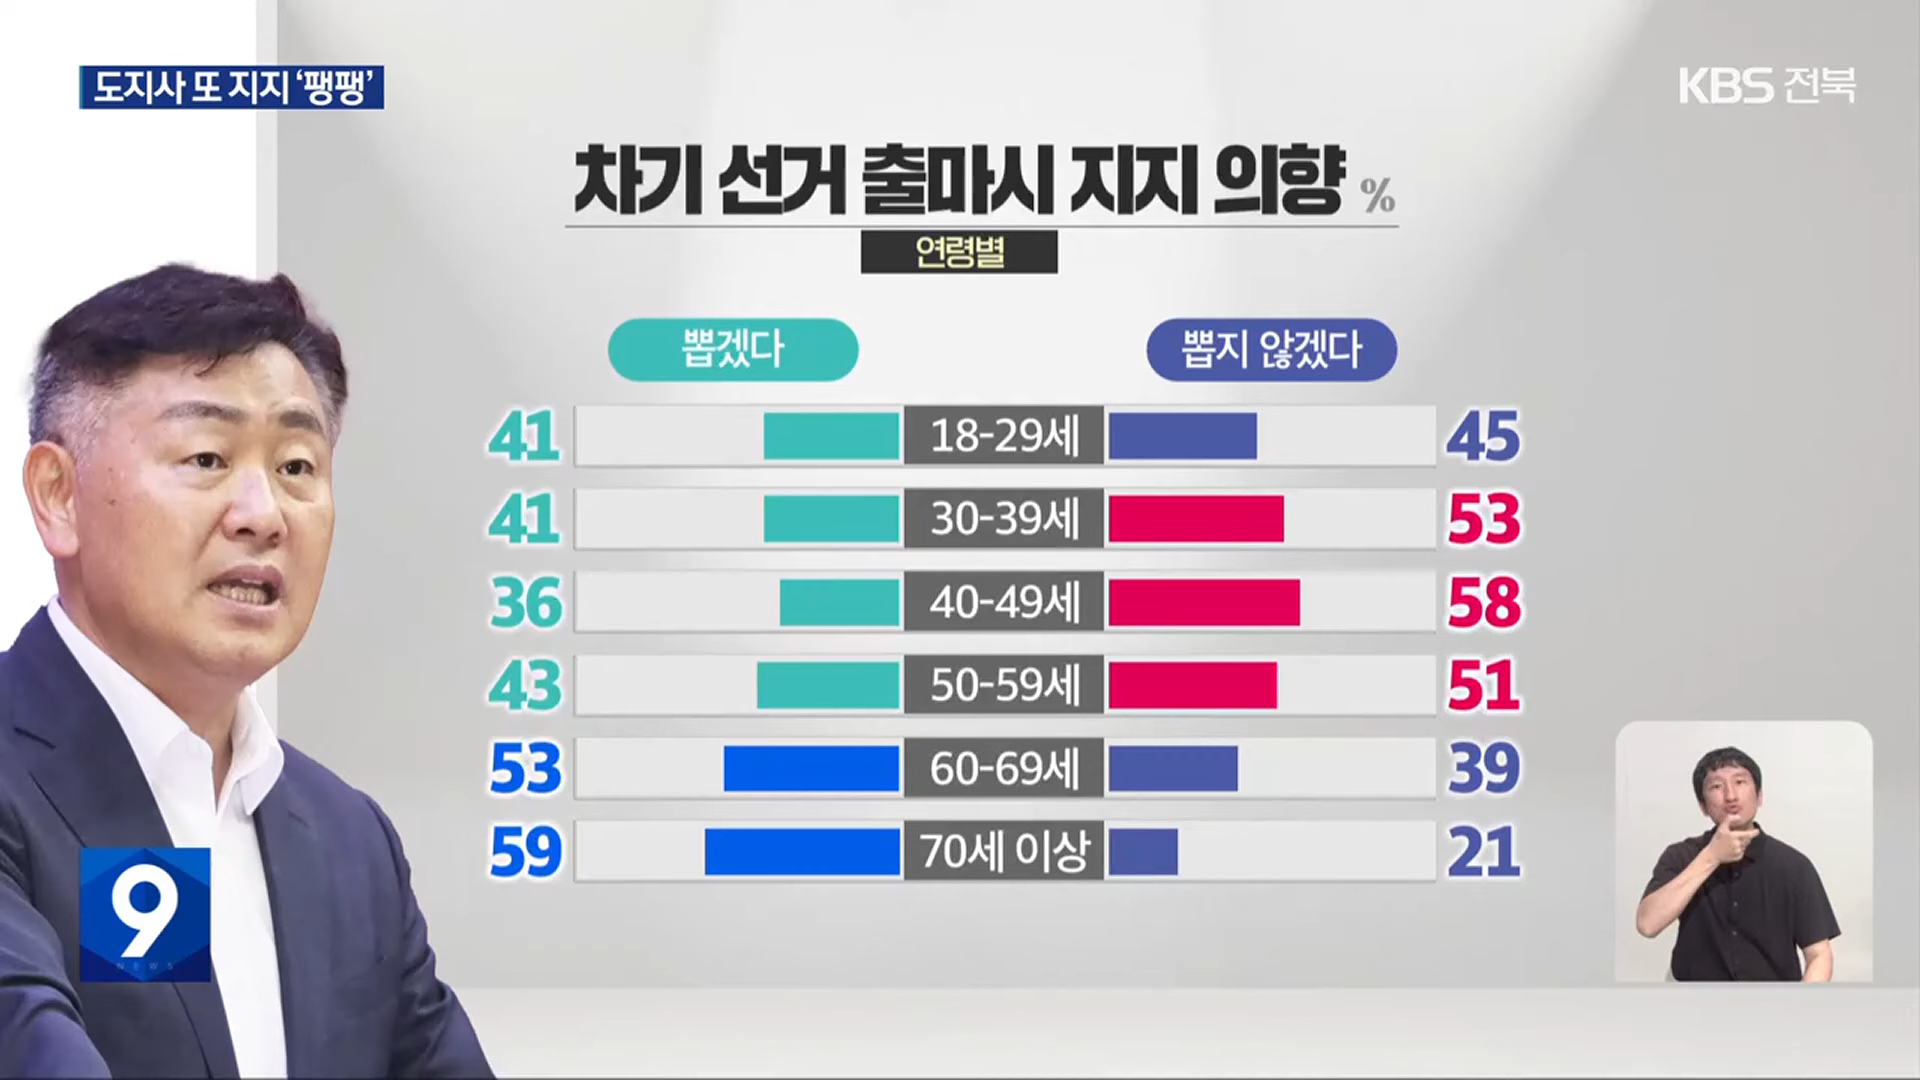 도지사 또 지지 ‘팽팽’
KBS 전북
차기 선거 출마시 지지 의향 %
연령별
뽑겠다 뽑지 않겠다
41 18-29세 45
41 30-39세 53
36 40-49세 58
43 50-59세 51
53 60-69세 39
59 70세 이상 21
9
NEWS